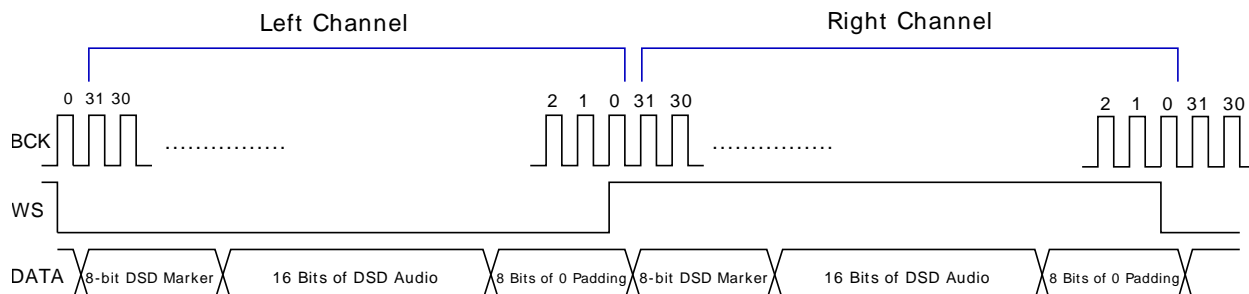 Left Channel
Right Channel
0 31 30
2 1 0 31 30
2 1 0 31 30
BCK
................
................
WS
DATA
8-bit DSD Marker
16 Bits of DSD Audio
8 Bits of 0 Padding
8-bit DSD Marker
16 Bits of DSD Audio
8 Bits of 0 Padding